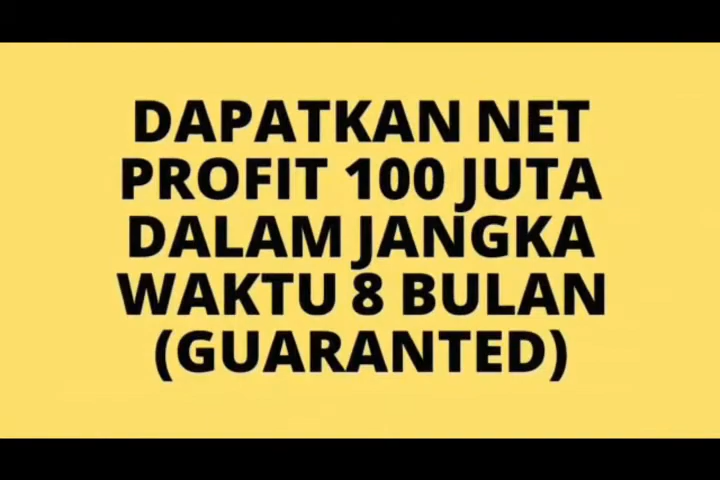 DAPATKAN NET
PROFIT 100 JUTA
DALAM JANGKA
WAKTU 8 BULAN
(GUARANTED)